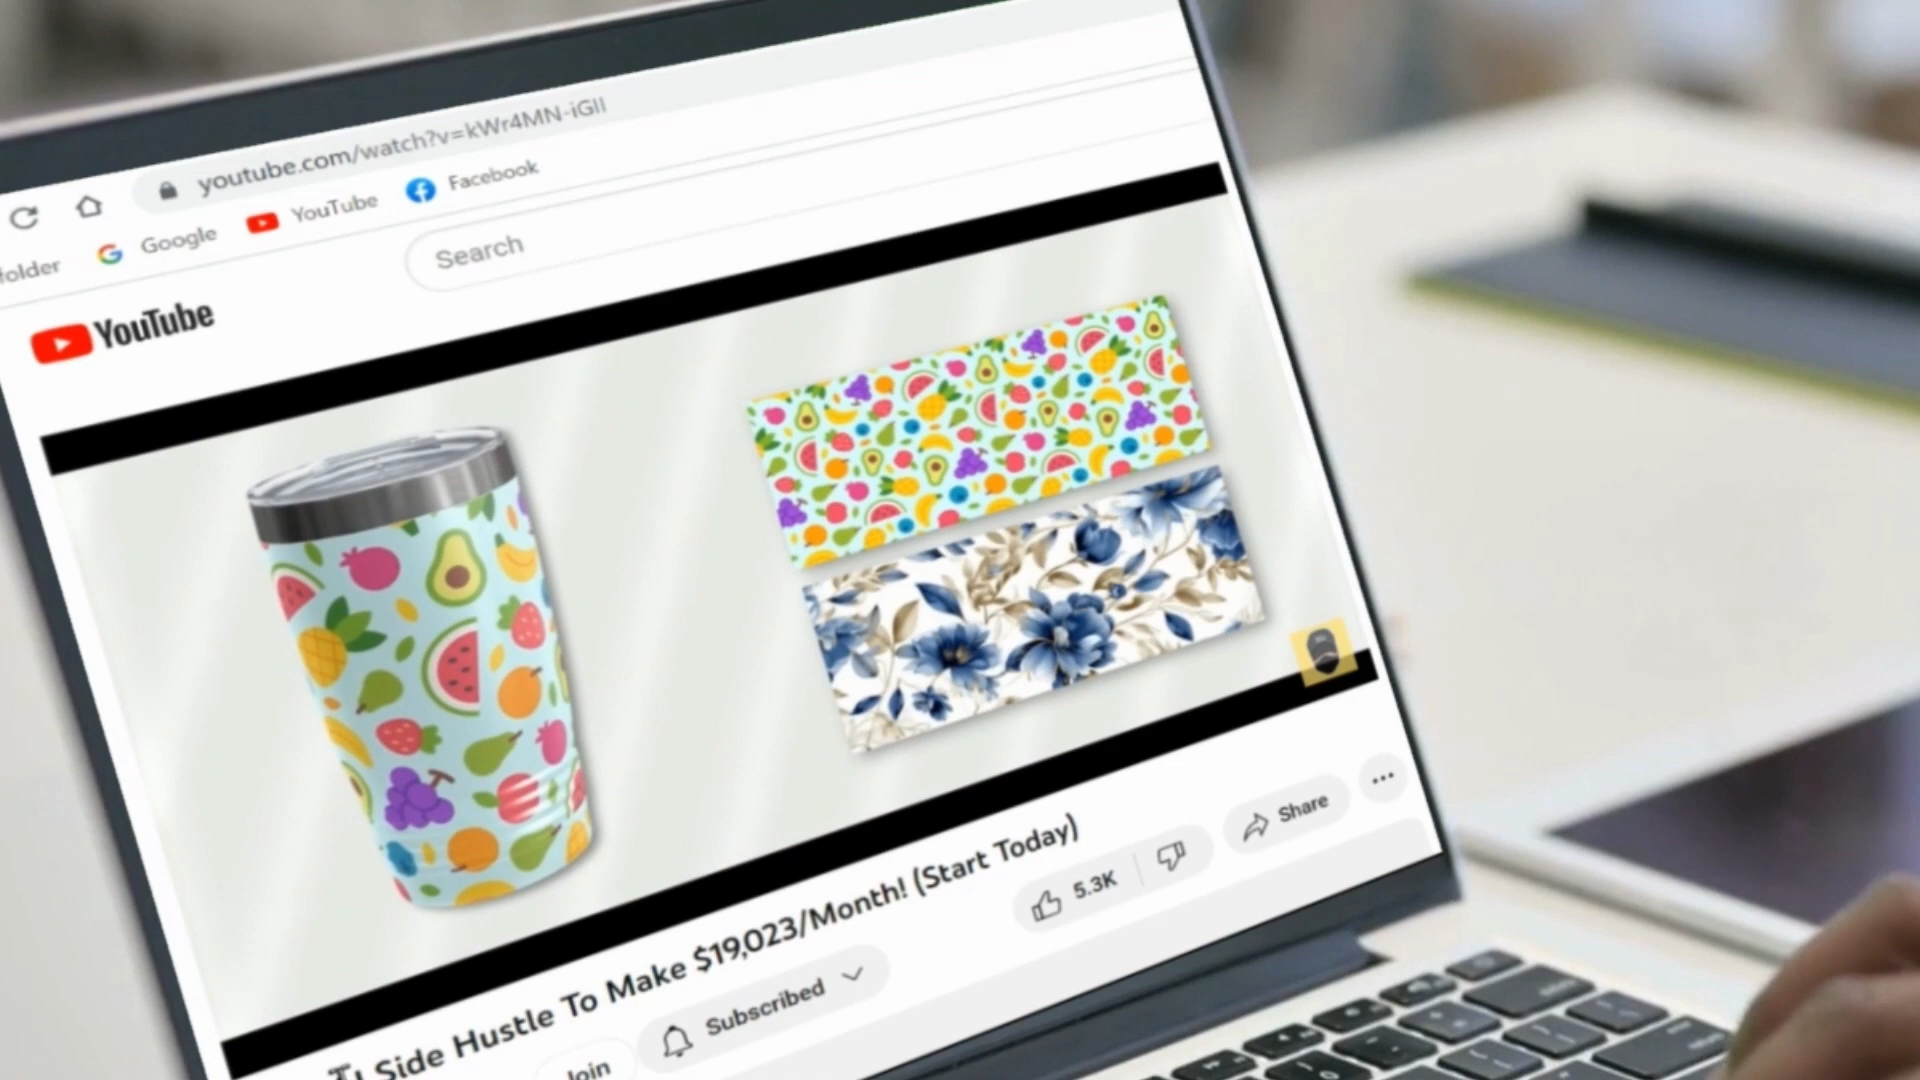 youtube.com/watch?v=kWr4MN-iGlI
folder Google YouTube Facebook
YouTube
Search
Side Hustle To Make $19,023/Month! (Start Today)
Join Subscribed 5.3K Share